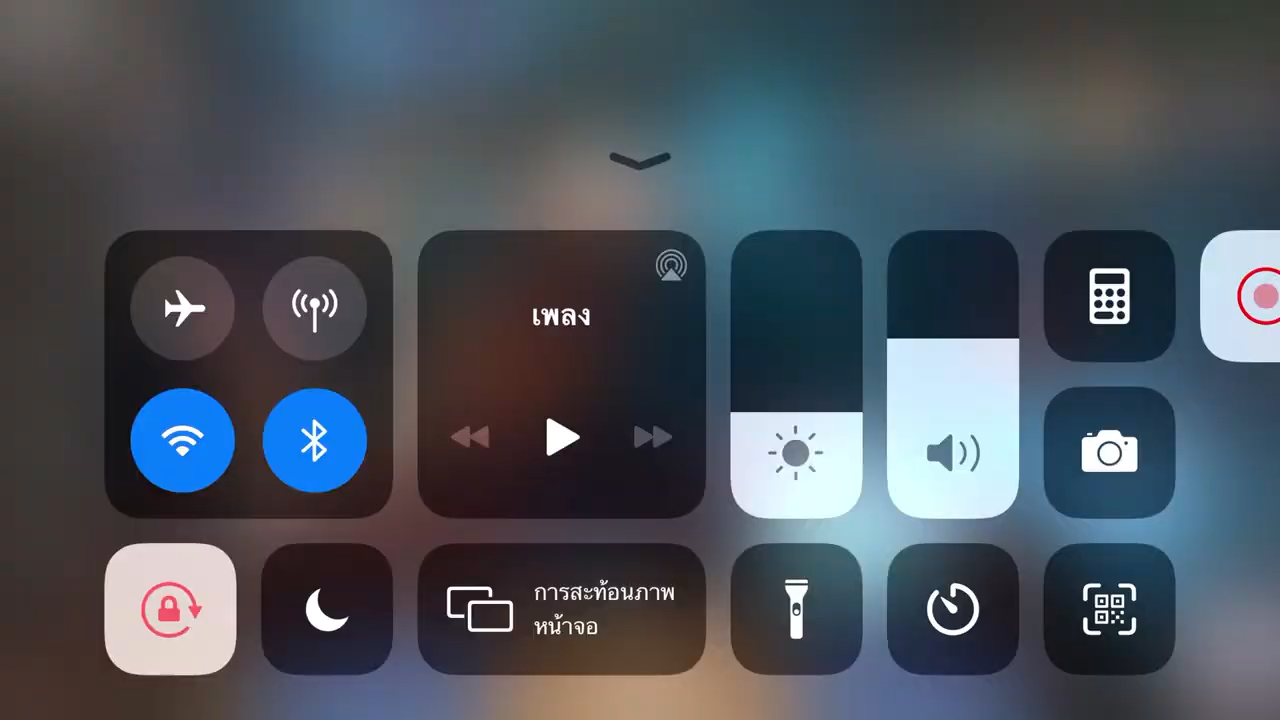 เพลง
การสะท้อนภาพ
หน้าจอ